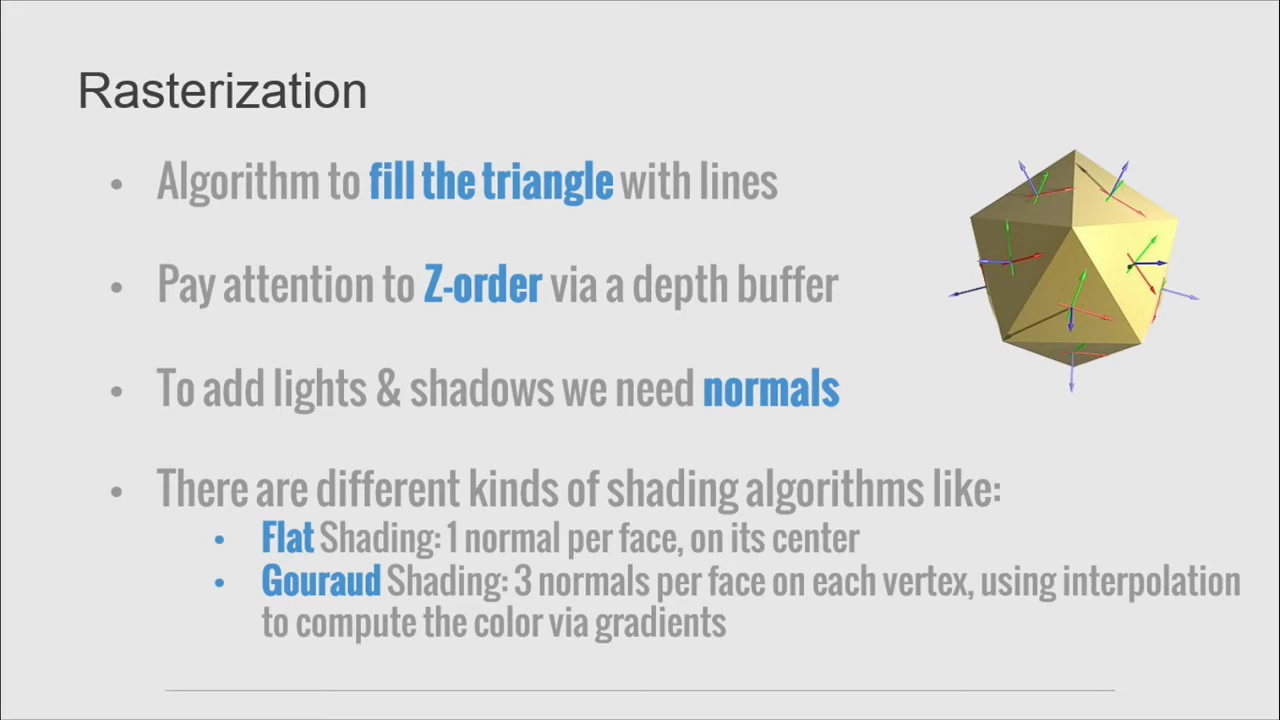 Rasterization
• Algorithm to fill the triangle with lines
• Pay attention to Z-order via a depth buffer
• To add lights & shadows we need normals
• There are different kinds of shading algorithms like:
• Flat Shading: 1 normal per face, on its center
• Gouraud Shading: 3 normals per face on each vertex, using interpolation
to compute the color via gradients